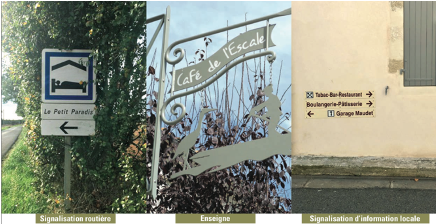 Le Petit Paradis
Café de l'Escale
Tabac-Bar-Restaurant
Boulangerie-Pâtisserie
1 Garage Maudet
Signalisation routière
Enseigne
Signalisation d'information locale